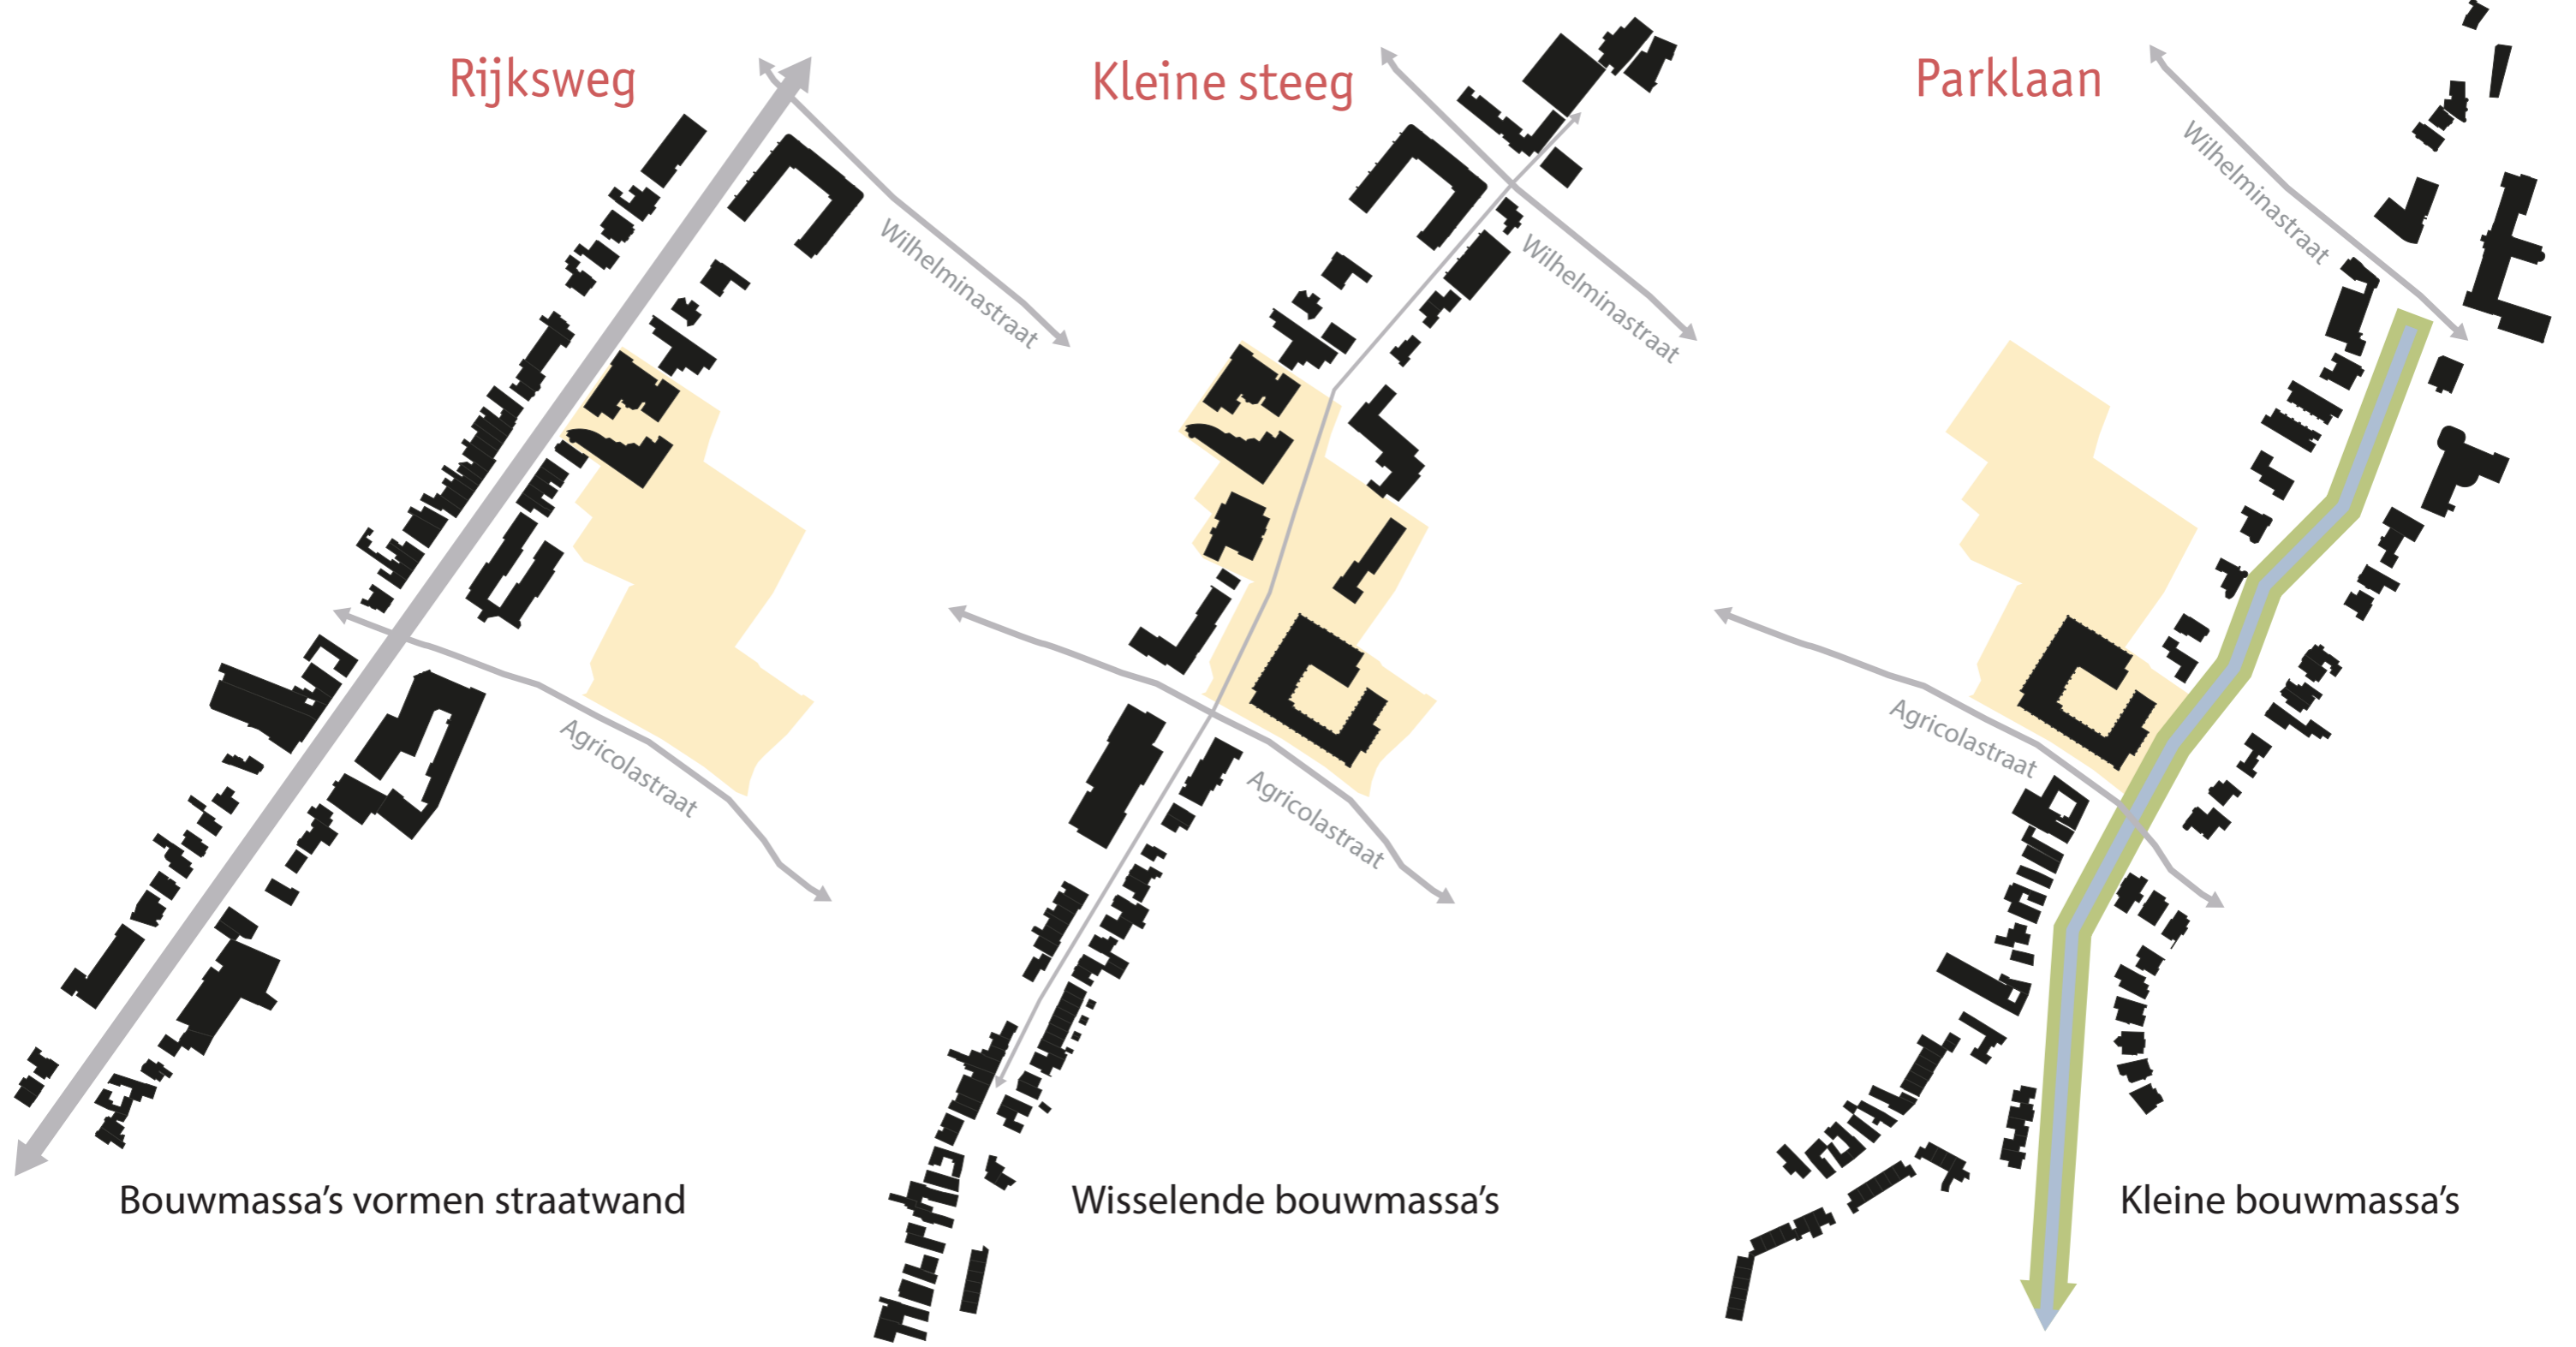 Rijksweg
Wilhelminastraat
Agricolastraat
Bouwmassa’s vormen straatwand
Kleine steeg
Wilhelminastraat
Agricolastraat
Wisselende bouwmassa’s
Parklaan
Wilhelminastraat
Agricolastraat
Kleine bouwmassa’s